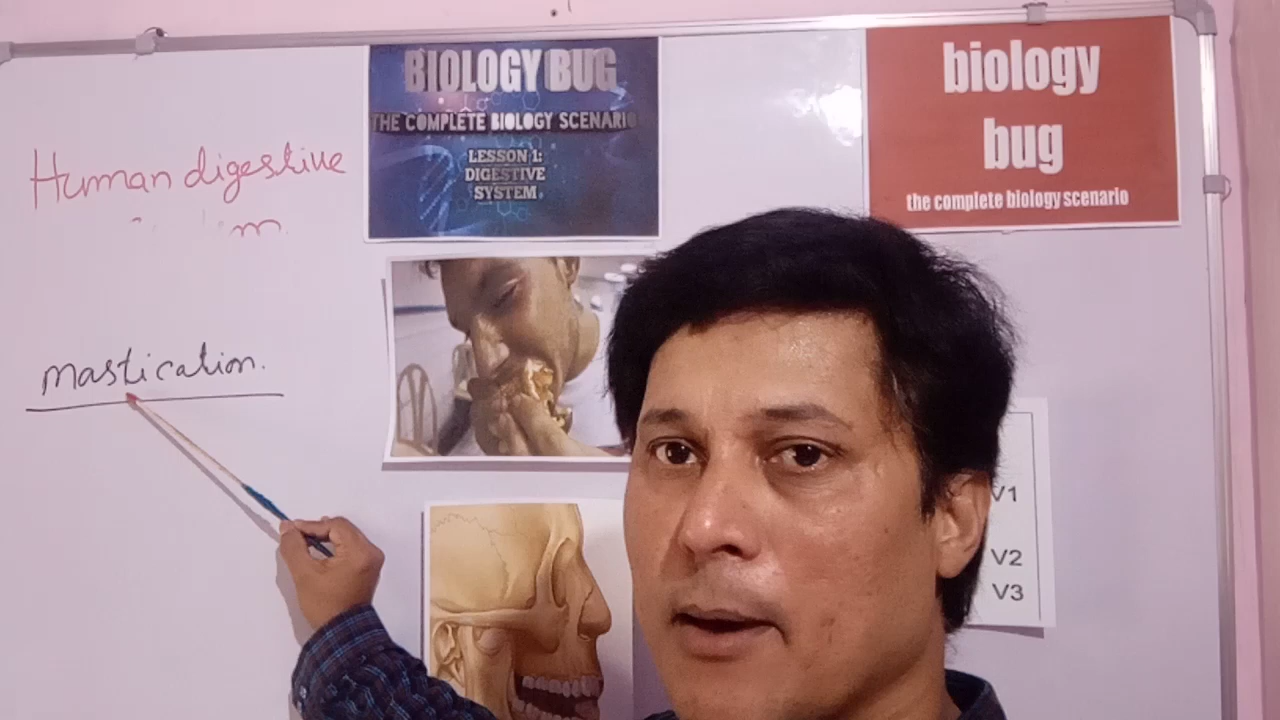 BIOLOGY BUG
THE COMPLETE BIOLOGY SCENARIO
LESSON 1:
DIGESTIVE
SYSTEM
biology
bug
the complete biology scenario
Human digestive
mastication.
V1
V2
V3